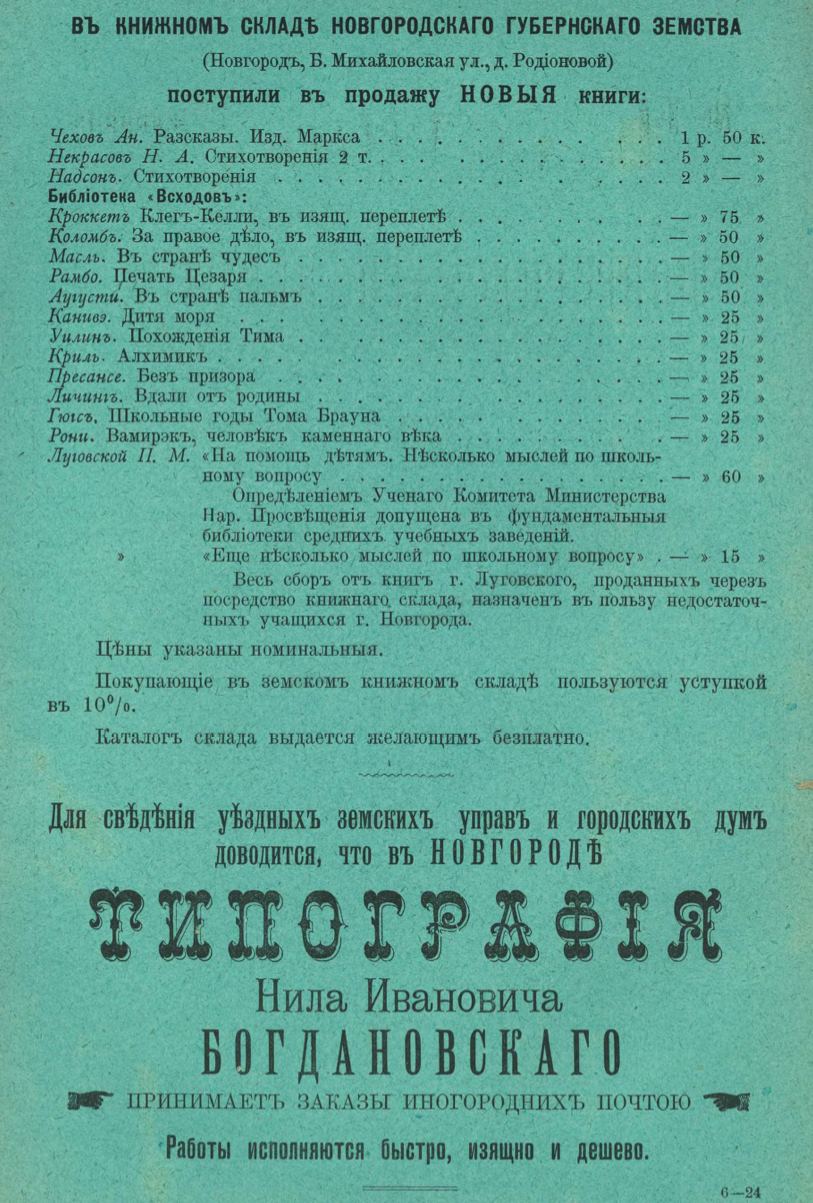 ВЪ КНИЖНОМЪ СКЛАДѢ НОВГОРОДСКАГО ГУБЕРНСКАГО ЗЕМСТВА
(Новгородъ, Б. Михайловская ул., д. Родіоновой)
поступили въ продажу НОВЫЯ книги:
Чеховъ Ан. Разсказы. Изд. Маркса . . . . . . . . . . . . . . 1 р. 50 к.
Некрасовъ Н. А. Стихотворенія 2 т. . . . . . . . . . . . . . 5 » — »
Надсонъ. Стихотворенія . . . . . . . . . . . . . . . . . . 2 » — »
Библіотека «Всходовъ»:
Кроккетъ Клегъ-Келли, въ изящ. переплетѣ . . . . . . . . . . — » 75 »
Коломбъ. За правое дѣло, въ изящ. переплетѣ . . . . . . . . . — » 50 »
Масль. Въ странѣ чудесъ . . . . . . . . . . . . . . . . . — » 50 »
Рамбо. Печать Цезаря . . . . . . . . . . . . . . . . . . — » 50 »
Аугусти. Въ странѣ пальмъ . . . . . . . . . . . . . . . . — » 50 »
Канивэ. Дитя моря . . . . . . . . . . . . . . . . . . . — » 25 »
Уилинъ. Похожденія Тима . . . . . . . . . . . . . . . . . — » 25 »
Криль. Алхимикъ . . . . . . . . . . . . . . . . . . . . — » 25 »
Пресансе. Безъ призора . . . . . . . . . . . . . . . . . — » 25 »
Личингъ. Вдали отъ родины . . . . . . . . . . . . . . . . — » 25 »
Гюгсъ. Школьные годы Тома Брауна . . . . . . . . . . . . — » 25 »
Рони. Вамирэкъ, человѣкъ каменнаго вѣка . . . . . . . . . . — » 25 »
Луговской П. М. «На помощь дѣтямъ. Нѣсколько мыслей по школь-
ному вопросу . . . . . . . . . . . . . . . . — » 60 »
Опредѣленіемъ Ученаго Комитета Министерства
Нар. Просвѣщенія допущена въ фундаментальныя
библіотеки среднихъ учебныхъ заведеній.
» «Еще нѣсколько мыслей по школьному вопросу» . — » 15 »
Весь сборъ отъ книгъ г. Луговского, проданныхъ черезъ
посредство книжнаго склада, назначенъ въ пользу недостаточ-
ныхъ учащихся г. Новгорода.
Цѣны указаны номинальныя.
Покупающіе въ земскомъ книжномъ складѣ пользуются уступкой
въ 10%.
Каталогъ склада выдается желающимъ безплатно.
Для свѣдѣнія уѣздныхъ земскихъ управъ и городскихъ думъ
доводится, что въ НОВГОРОДѢ
ТИПОГРАФІЯ
Нила Ивановича
БОГДАНОВСКАГО
ПРИНИМАЕТЪ ЗАКАЗЫ ИНОГОРОДНИХЪ ПОЧТОЮ
Работы исполняются быстро, изящно и дешево.
6—24